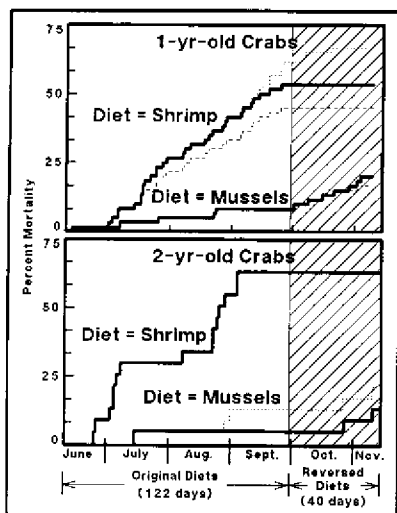 75
1-yr-old Crabs
50
Diet = Shrimp
25
Diet = Mussels
0
Percent Mortality
75
2-yr-old Crabs
50
Diet = Shrimp
25
Diet = Mussels
0
June July Aug. Sept. Oct. Nov.
Original Diets
(122 days)
Reversed
Diets
(40 days)